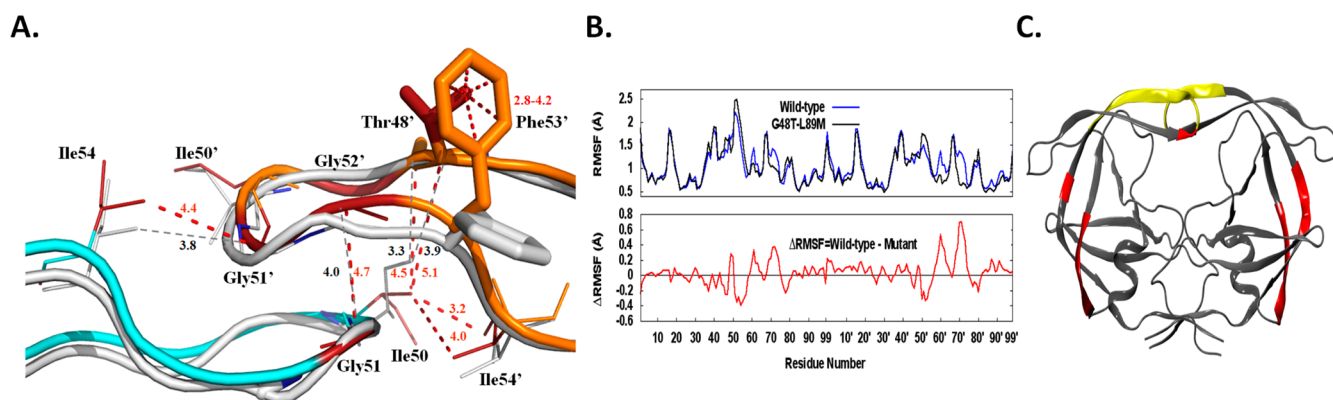 A.
B.
C.
2.8-4.2
Thr48'
Phe53'
Ile54
Ile50'
Gly52'
4.4
3.8
Gly51'
3.3
3.9
4.0
4.7
4.5
5.1
3.2
4.0
Gly51
Ile50
Ile54'
RMSF (Å)
2.5
2.0
1.5
1.0
0.5
Wild-type
G48T-L89M
ΔRMSF (Å)
0.8
0.6
0.4
0.2
0
-0.2
-0.4
-0.6
ΔRMSF=Wild-type - Mutant
10 20 30 40 50 60 70 80 90 99 10' 20' 30' 40' 50' 60' 70' 80' 90' 99'
Residue Number